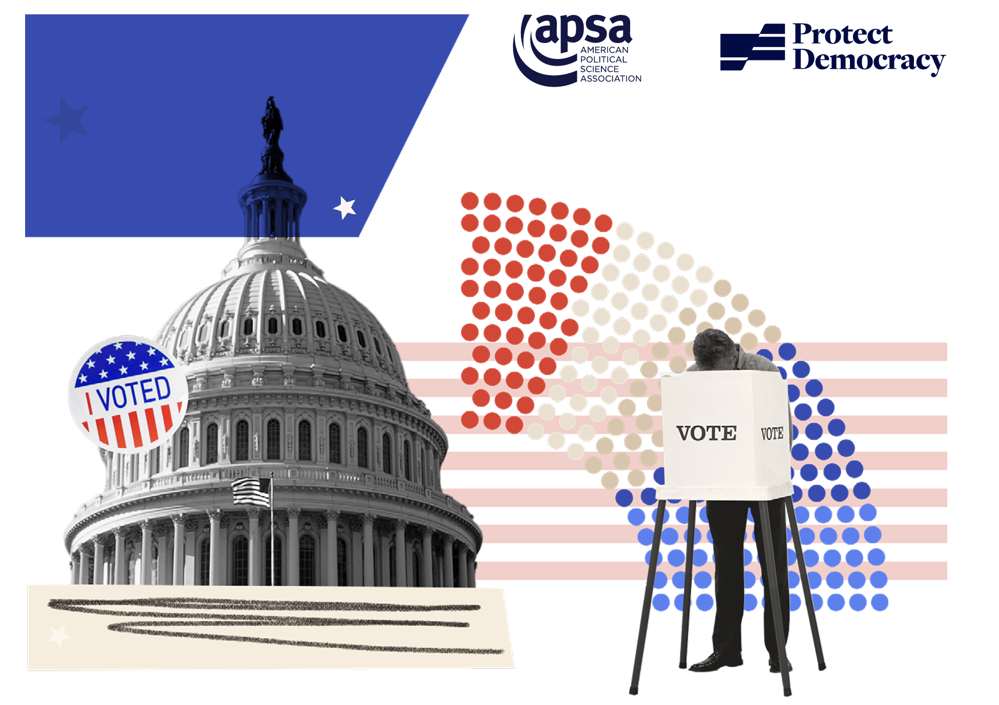 apsa
AMERICAN
POLITICAL
SCIENCE
ASSOCIATION
Protect
Democracy
I VOTED
VOTE
VOTE